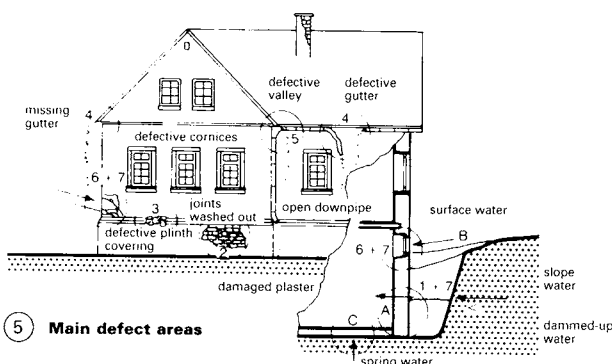 0
missing
gutter
4
defective
valley
defective
gutter
4
defective cornices
5
6 + 7
3
joints
washed out
open downpipe
defective plinth
covering
2
damaged plaster
surface water
B
6 + 7
1 + 7
slope
water
A
C
dammed-up
water
spring water
5 Main defect areas